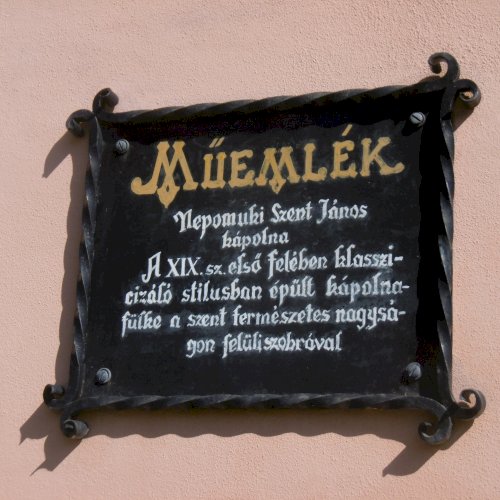 MŰEMLÉK
Nepomuki Szent János
kápolna
A XIX. sz. első felében klasszi-
cizáló stilusban épült kápolna-
fülke a szent természetes nagysá-
gon felüli szobrával